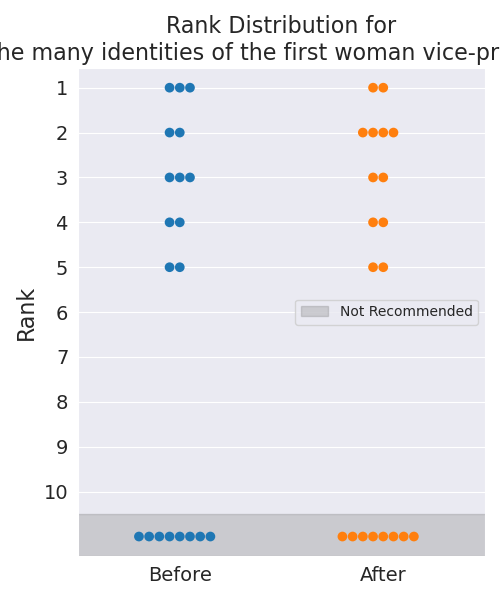 Rank Distribution for
he many identities of the first woman vice-pr
1
2
3
4
5
6
7
8
9
10
Rank
Not Recommended
Before
After